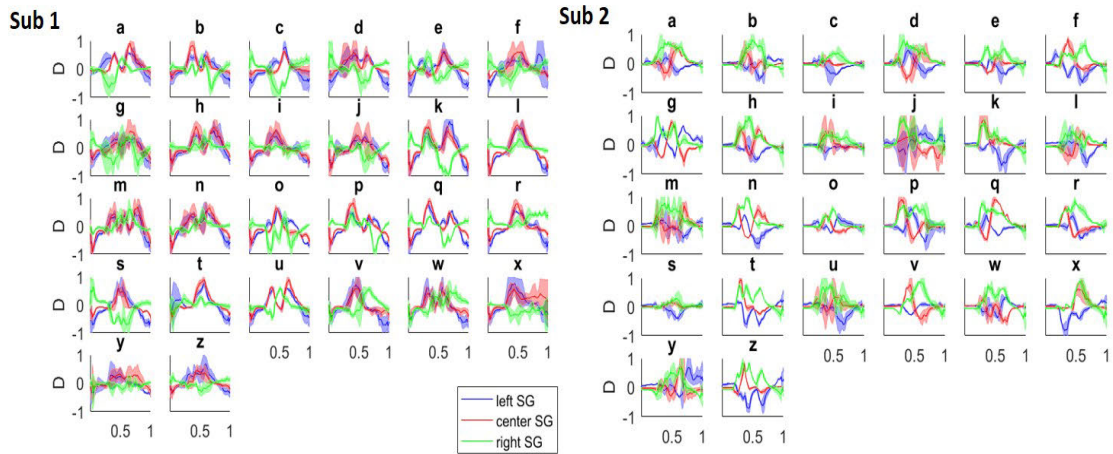 Sub 1
a b c d e f
1
D 0
-1
g h i j k l
1
0
-1
m n o p q r
1
0
-1
s t u v w x
1
0
-1
0.5 1 0.5 1 0.5 1 0.5 1
y z
1
D 0
-1
0.5 1 0.5 1
left SG
center SG
right SG
Sub 2
a b c d e f
1
D 0
-1
g h i j k l
1
0
-1
m n o p q r
1
0
-1
s t u v w x
1
0
-1
0.5 1 0.5 1 0.5 1 0.5 1
y z
1
D 0
-1
0.5 1 0.5 1